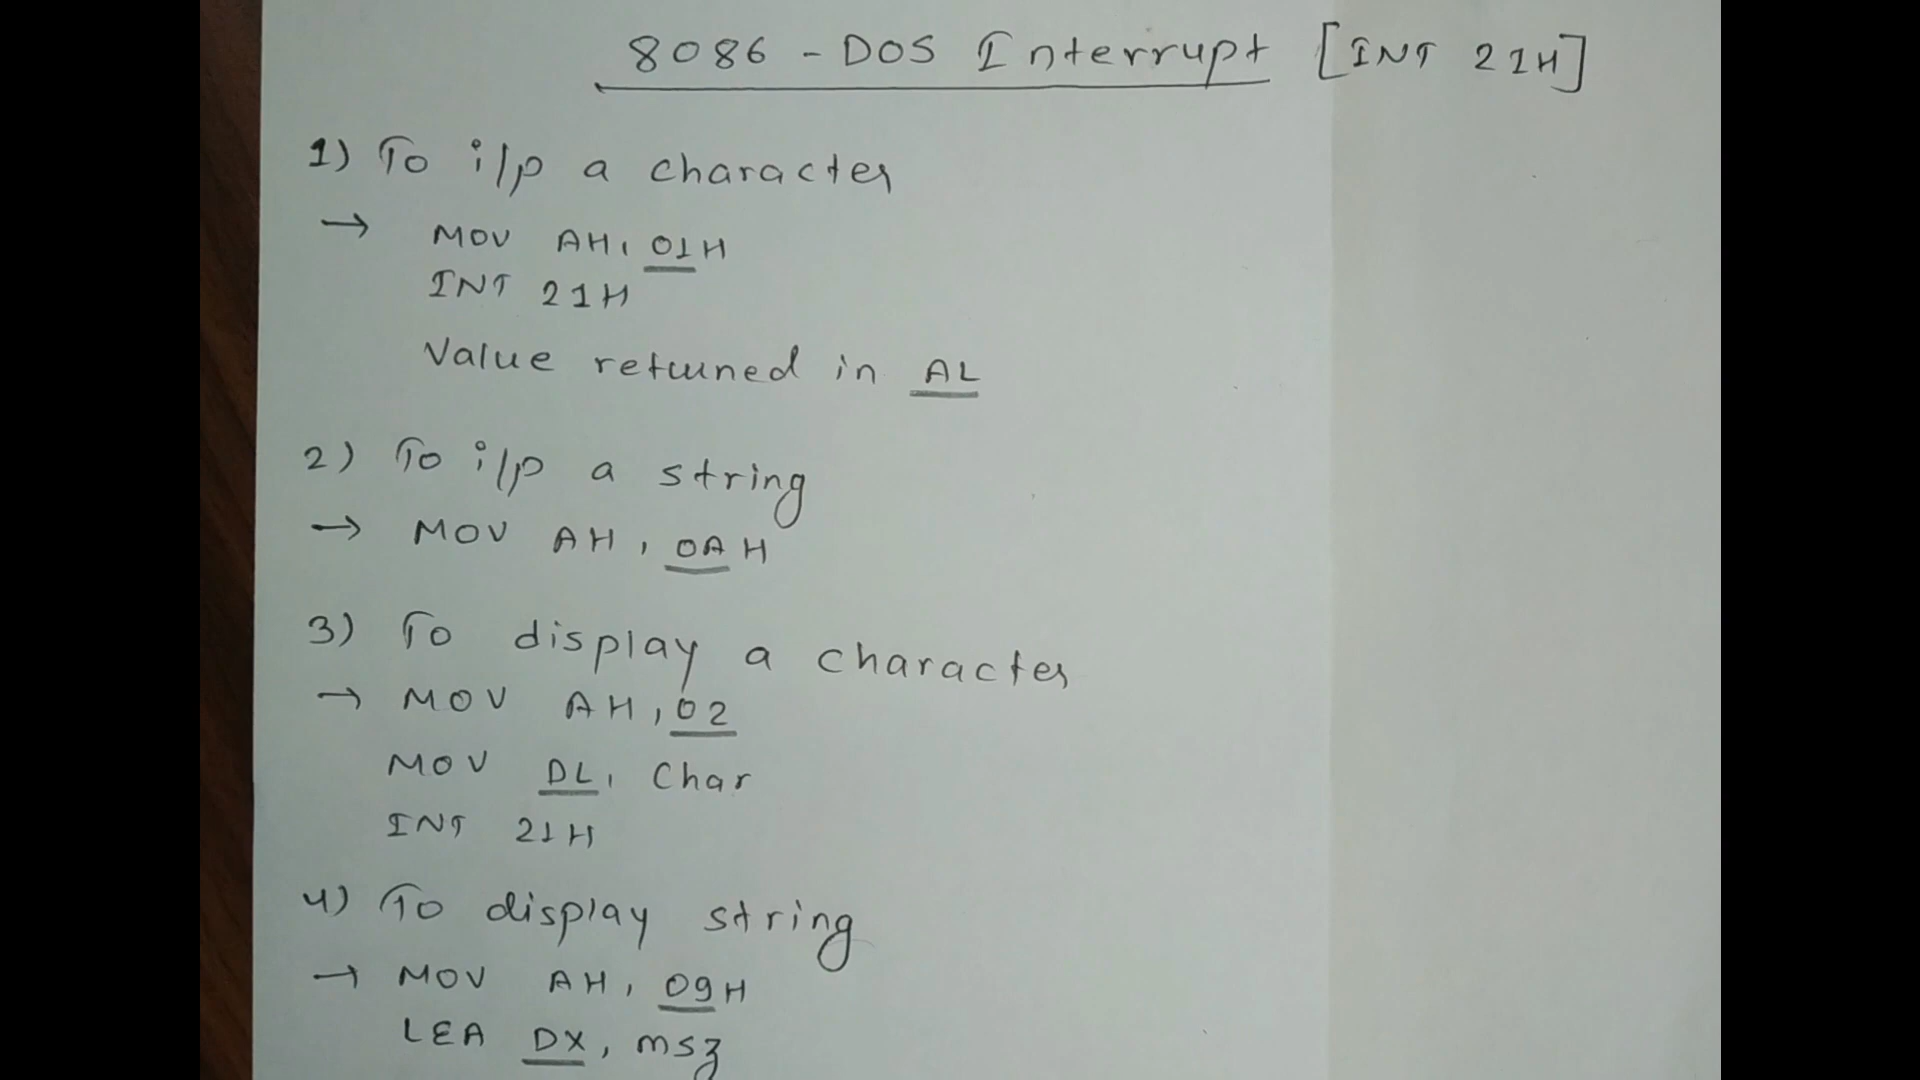 8086 - DOS Interrupt [INT 21H]
1) To i/p a character
→ MOV AH, 01H
INT 21H
Value returned in AL
2) To i/p a string
→ MOV AH, 0AH
3) To display a character
→ MOV AH, 02
MOV DL, Char
INT 21H
4) To display string
→ MOV AH, 09H
LEA DX, msg